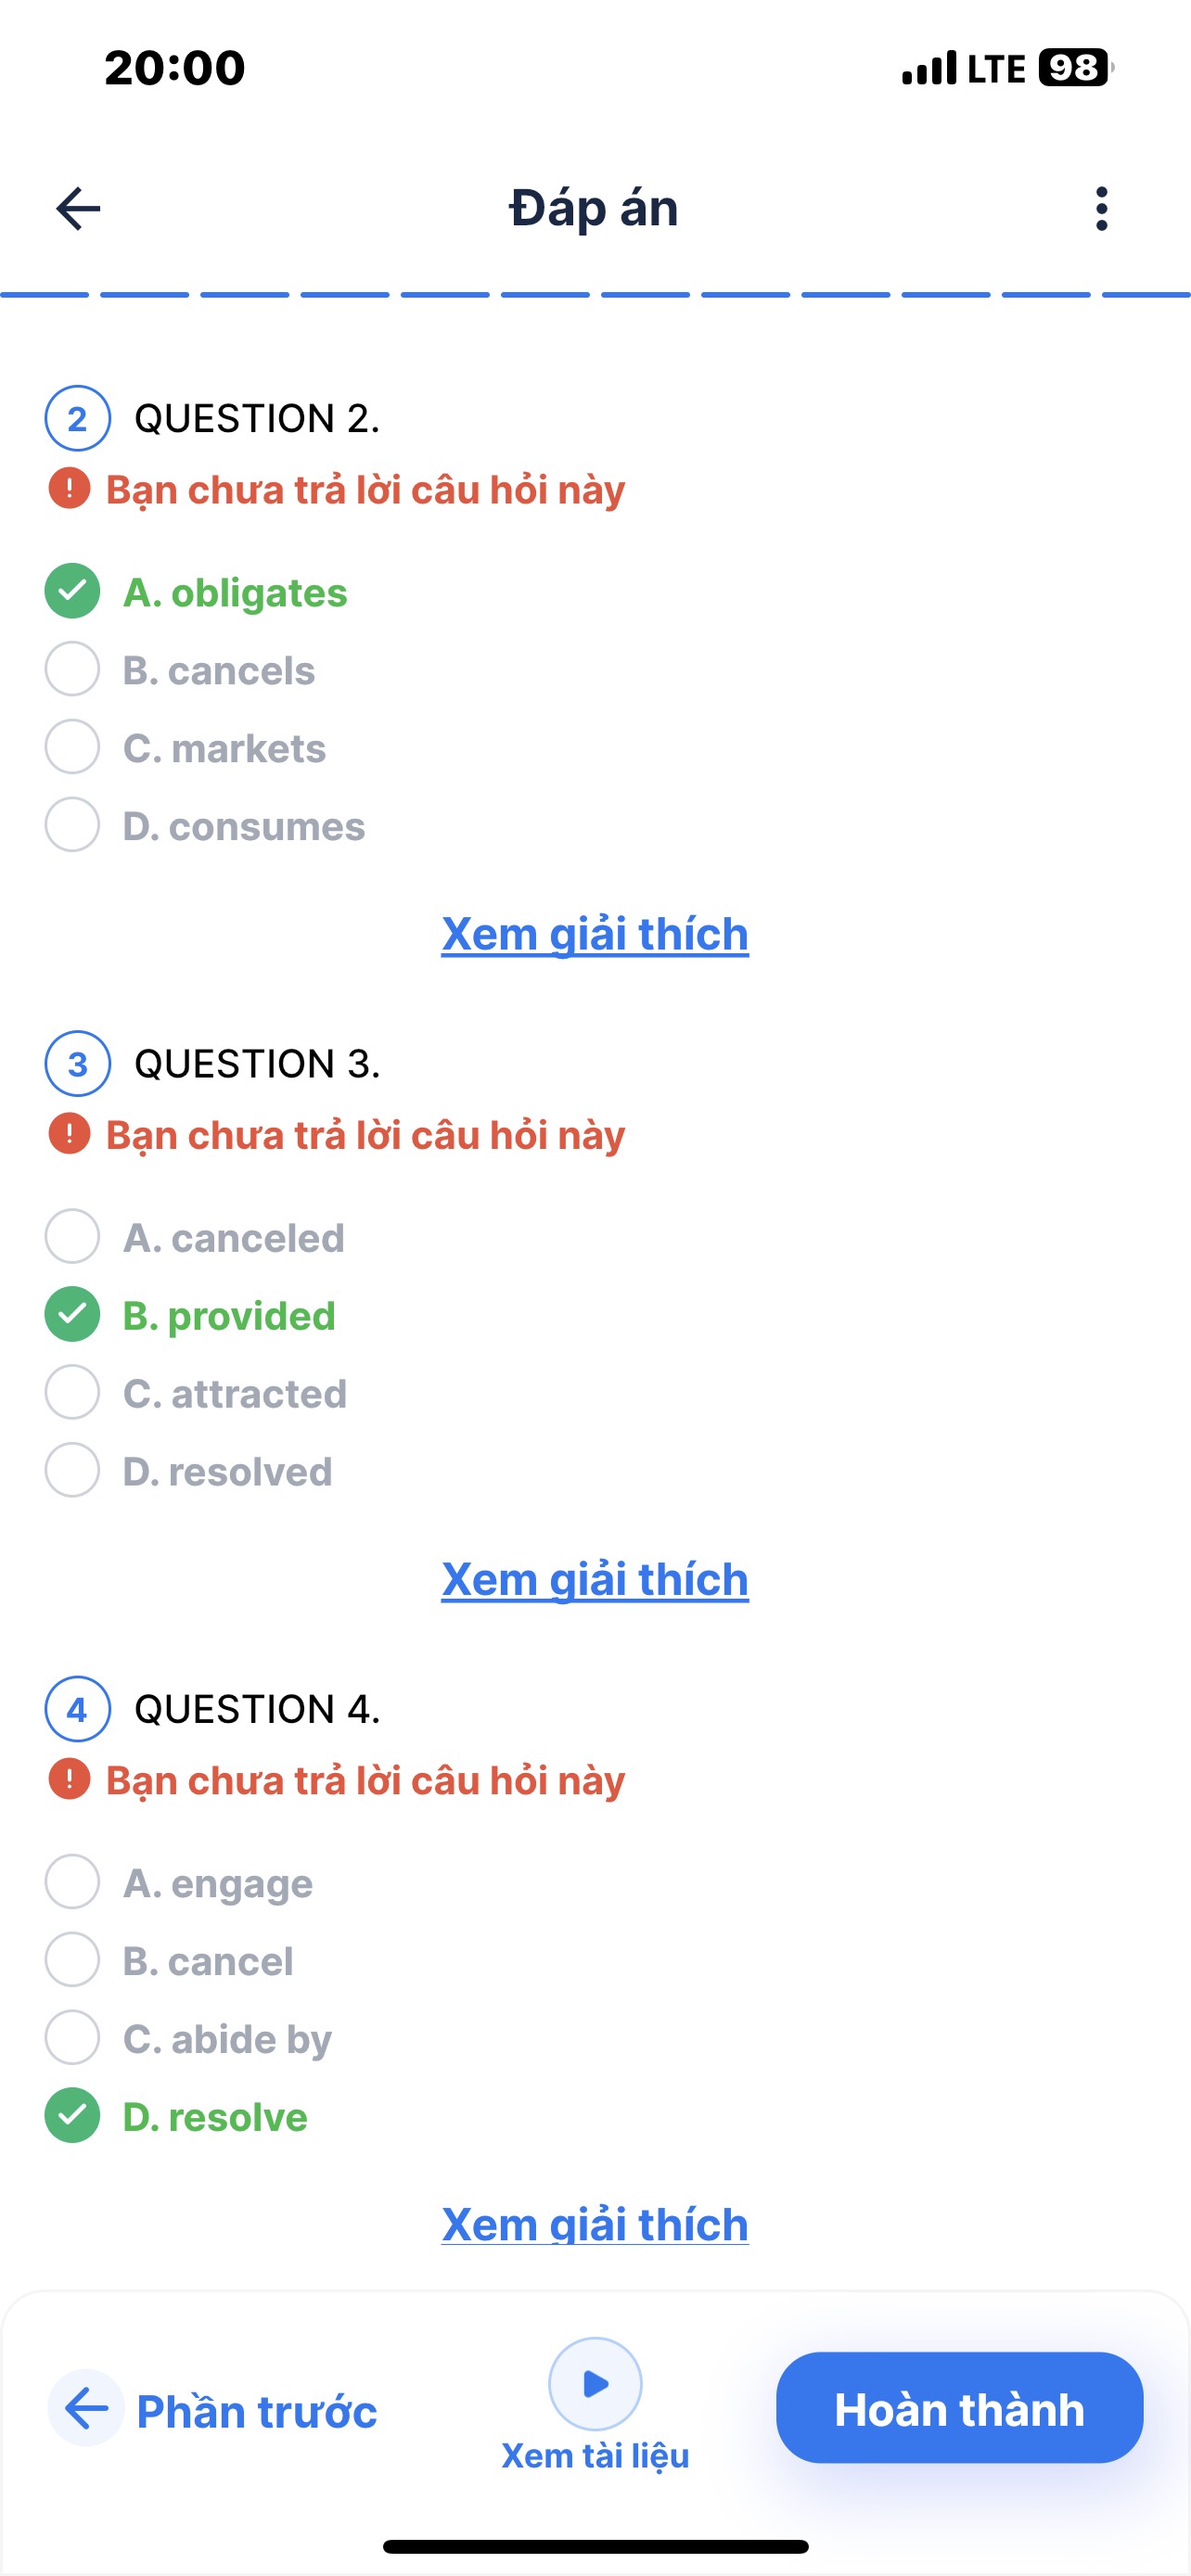 20:00
LTE 98
Đáp án
2 QUESTION 2.
! Bạn chưa trả lời câu hỏi này
A. obligates
B. cancels
C. markets
D. consumes
Xem giải thích
3 QUESTION 3.
! Bạn chưa trả lời câu hỏi này
A. canceled
B. provided
C. attracted
D. resolved
Xem giải thích
4 QUESTION 4.
! Bạn chưa trả lời câu hỏi này
A. engage
B. cancel
C. abide by
D. resolve
Xem giải thích
Phần trước
Xem tài liệu
Hoàn thành